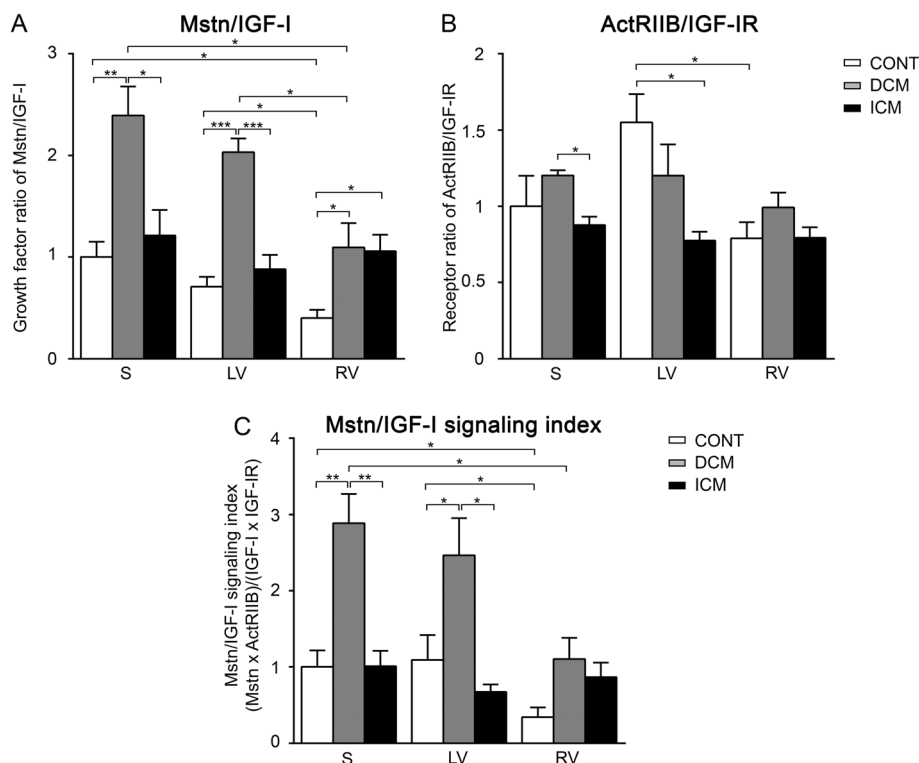 A
Mstn/IGF-I
Growth factor ratio of Mstn/IGF-I
3
2
1
0
*
*
**
*
*
*
***
***
*
*
S
LV
RV
B
ActRIIB/IGF-IR
Receptor ratio of ActRIIB/IGF-IR
2
1.5
1
0.5
0
*
*
*
S
LV
RV
CONT
DCM
ICM
C
Mstn/IGF-I signaling index
Mstn/IGF-I signaling index
(Mstn x ActRIIB)/(IGF-I x IGF-IR)
4
3
2
1
0
*
*
*
**
**
*
*
S
LV
RV
CONT
DCM
ICM